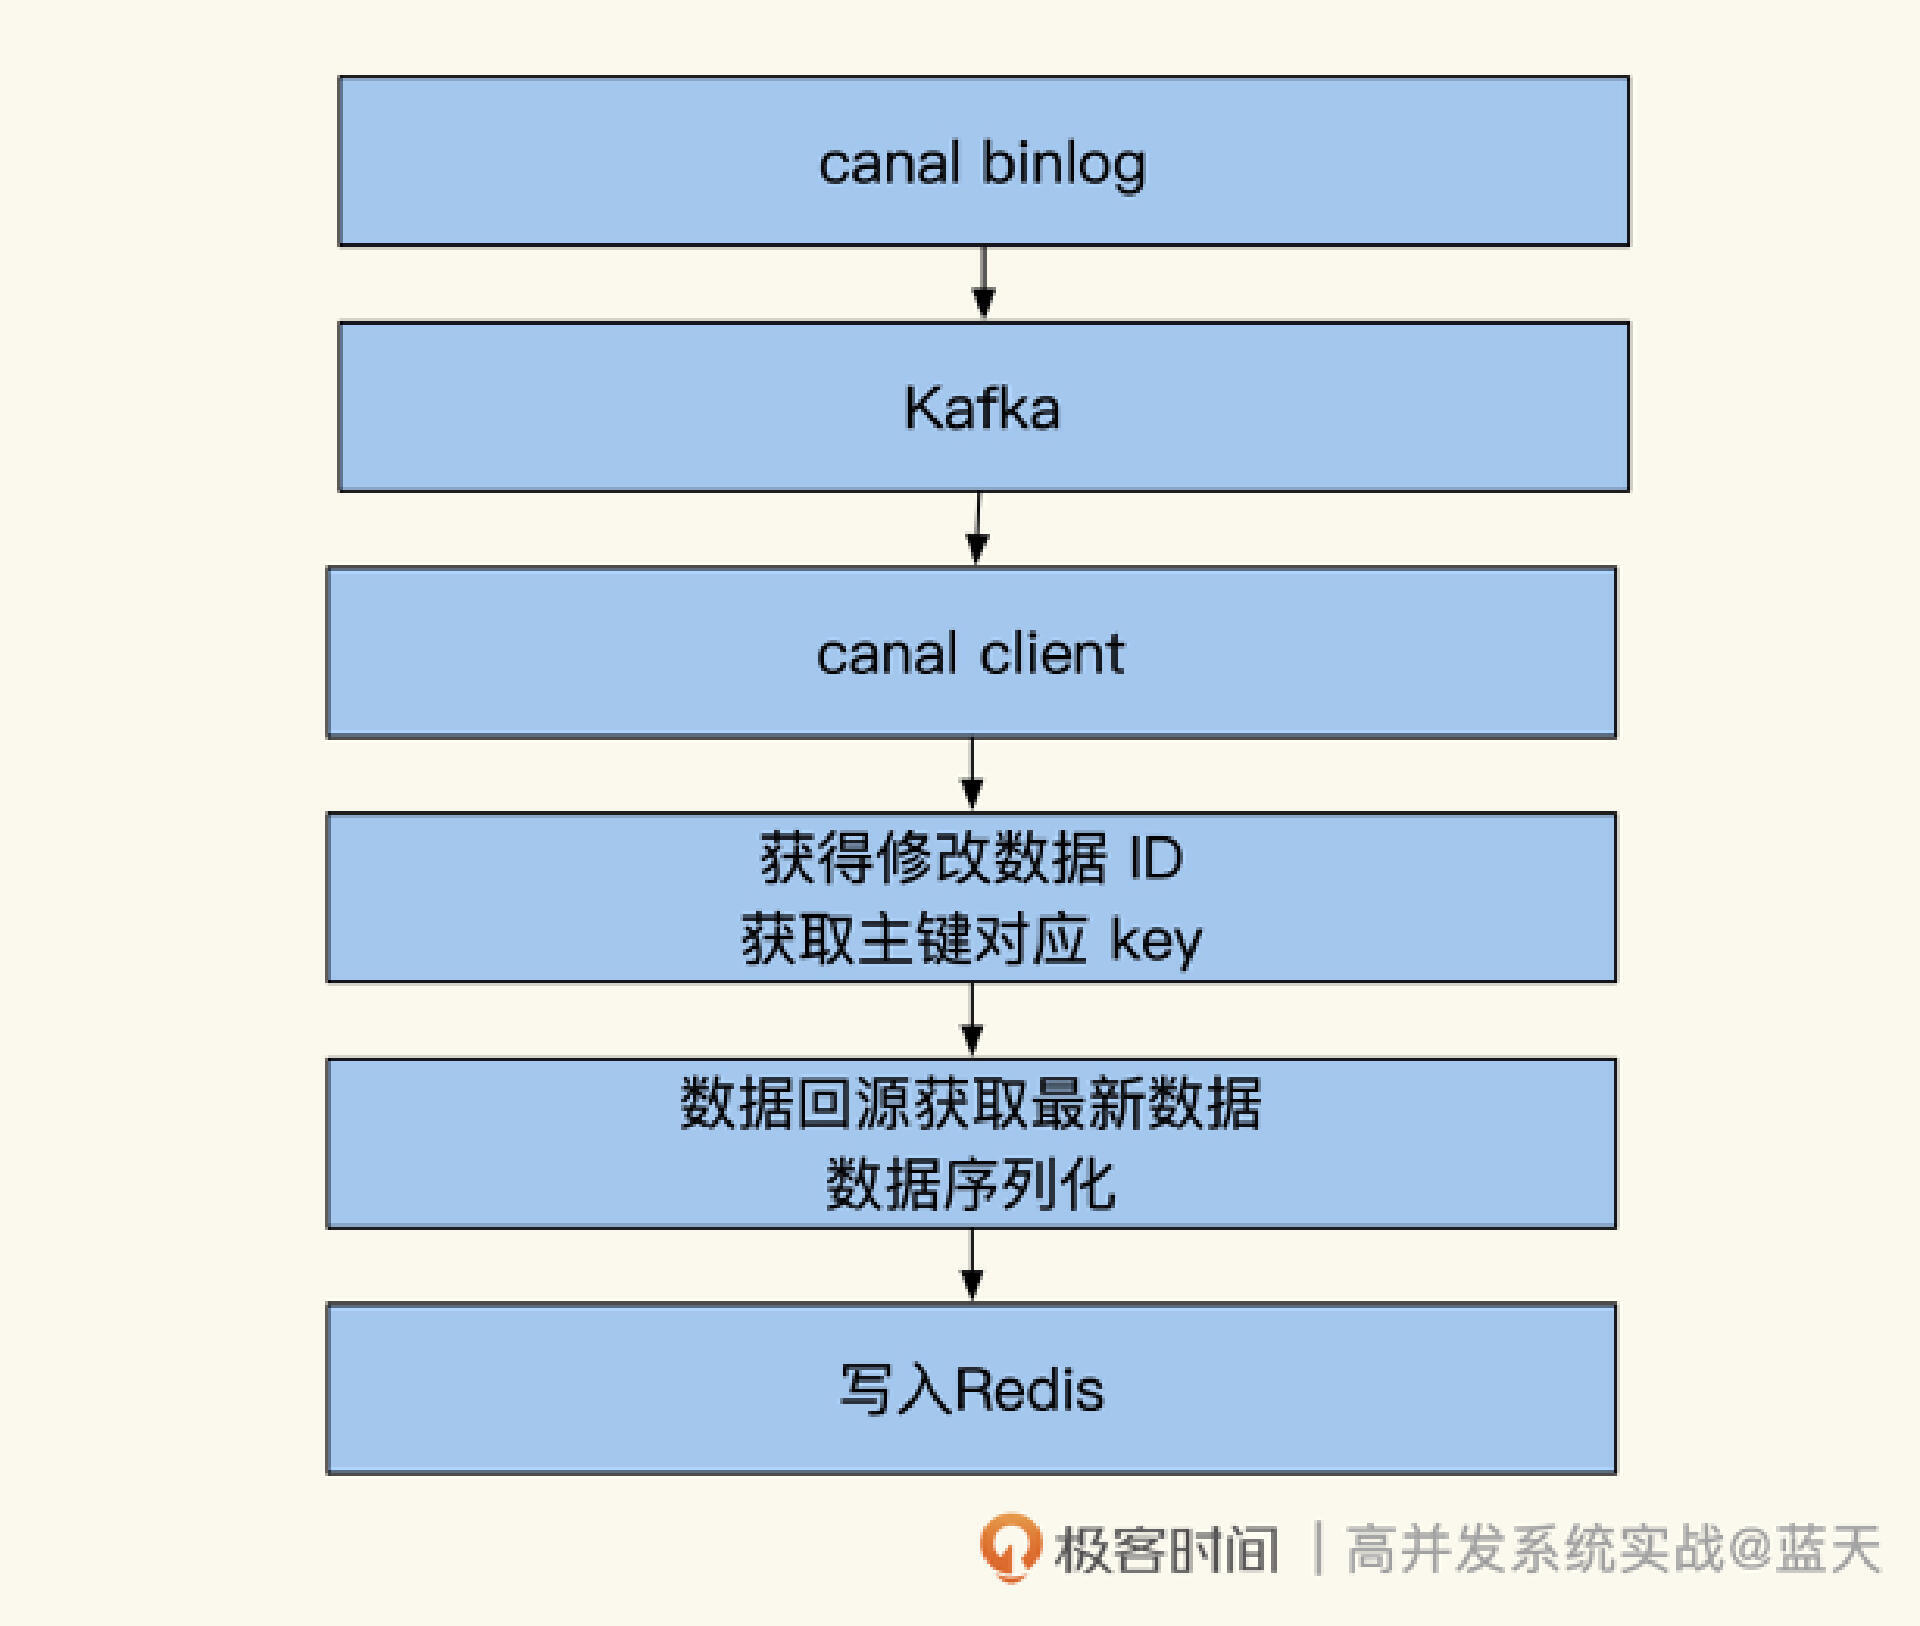 canal binlog
Kafka
canal client
获得修改数据 ID
获取主键对应 key
数据回源获取最新数据
数据序列化
写入Redis
极客时间 | 高并发系统实战@蓝天